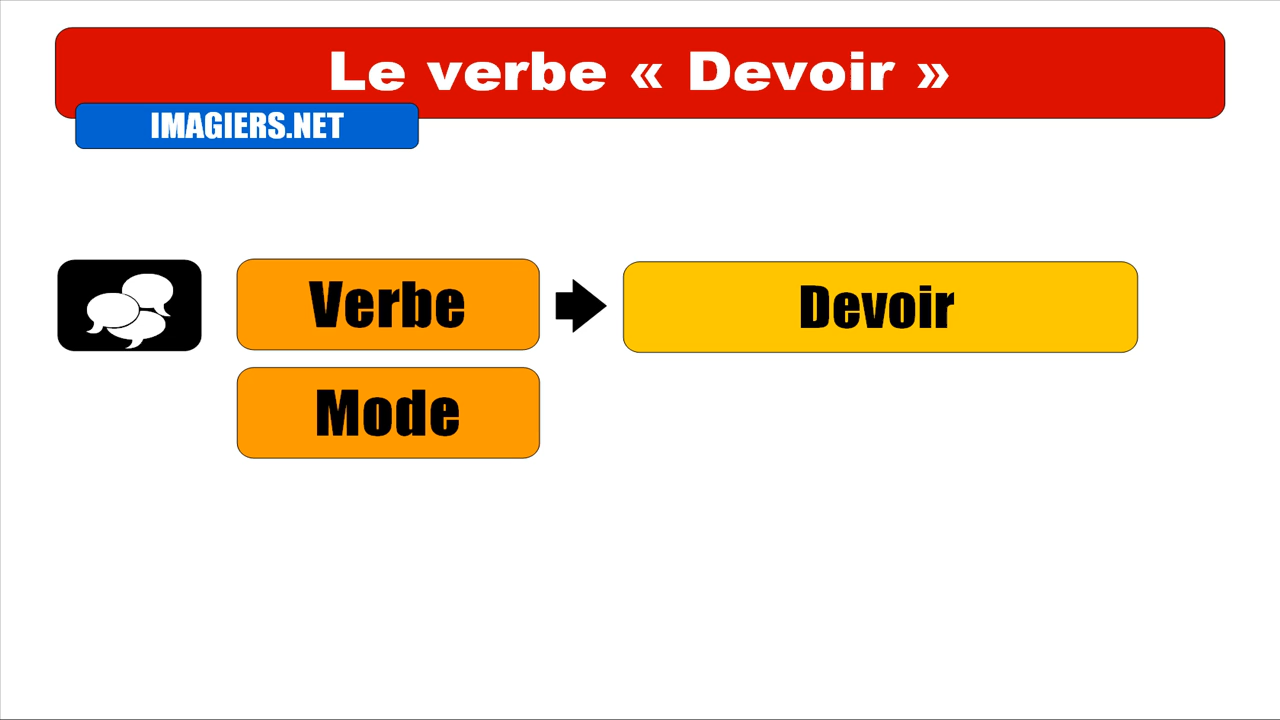 Le verbe « Devoir »
IMAGIERS.NET
Verbe
Devoir
Mode